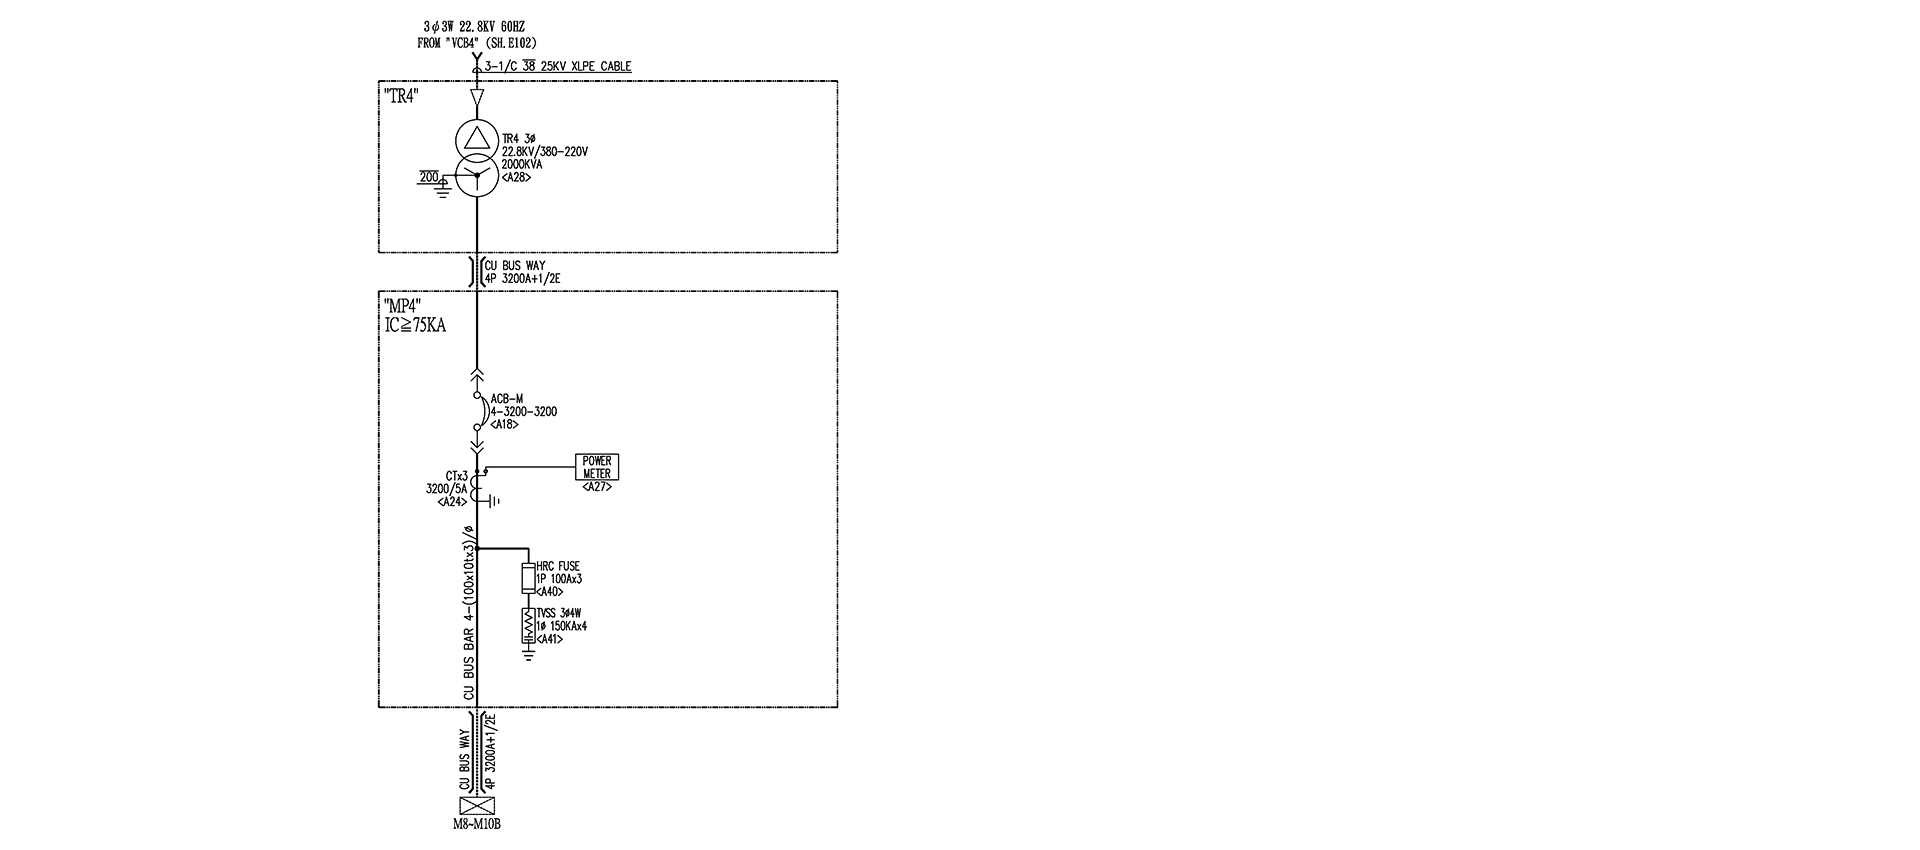 3ϕ3W 22.8KV 60HZ
FROM "VCB4" (SH.E102)
3-1/C 38 25KV XLPE CABLE
"TR4"
TR4 3ø
22.8KV/380-220V
2000KVA
<A28>
200
CU BUS WAY
4P 3200A+1/2E
"MP4"
IC≧75KA
ACB-M
4-3200-3200
<A18>
POWER
METER
<A27>
CTx3
3200/5A
<A24>
CU BUS BAR 4-(100x10tx3)/ø
HRC FUSE
1P 100Ax3
<A40>
TVSS 3ø4W
1ø 150KAx4
<A41>
CU BUS WAY
4P 3200A+1/2E
M8~M10B